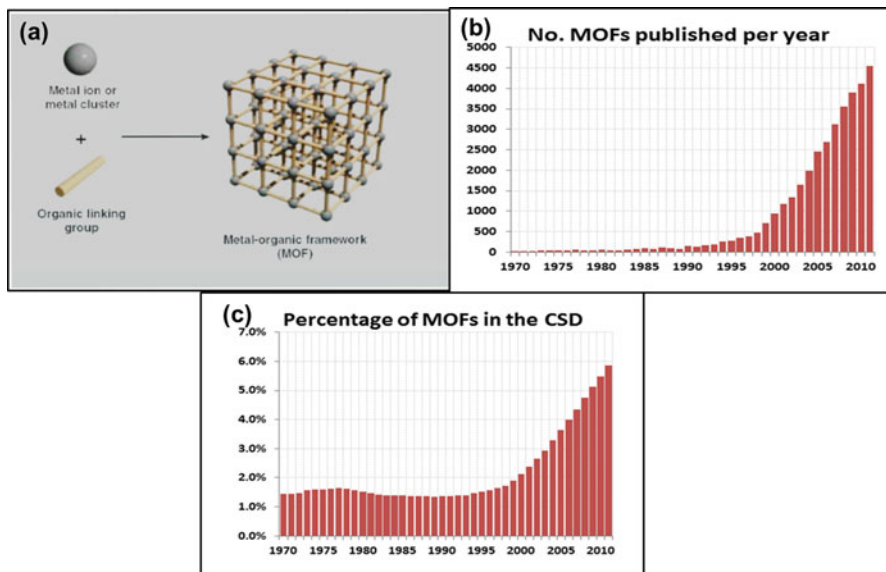 (a)
Metal ion or
metal cluster
+
Organic linking
group
Metal-organic framework
(MOF)
(b)
No. MOFs published per year
5000
4500
4000
3500
3000
2500
2000
1500
1000
500
0
1970 1975 1980 1985 1990 1995 2000 2005 2010
(c)
Percentage of MOFs in the CSD
7.0%
6.0%
5.0%
4.0%
3.0%
2.0%
1.0%
0.0%
1970 1975 1980 1985 1990 1995 2000 2005 2010